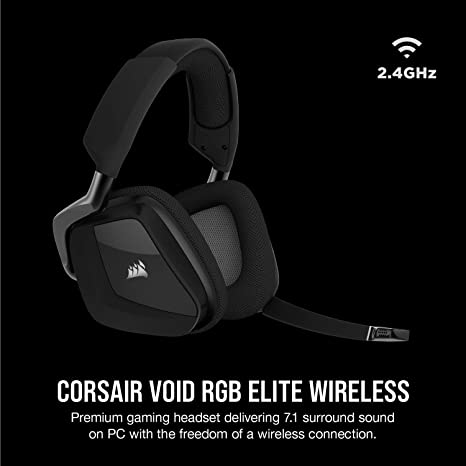 2.4GHz
CORSAIR VOID RGB ELITE WIRELESS
Premium gaming headset delivering 7.1 surround sound
on PC with the freedom of a wireless connection.